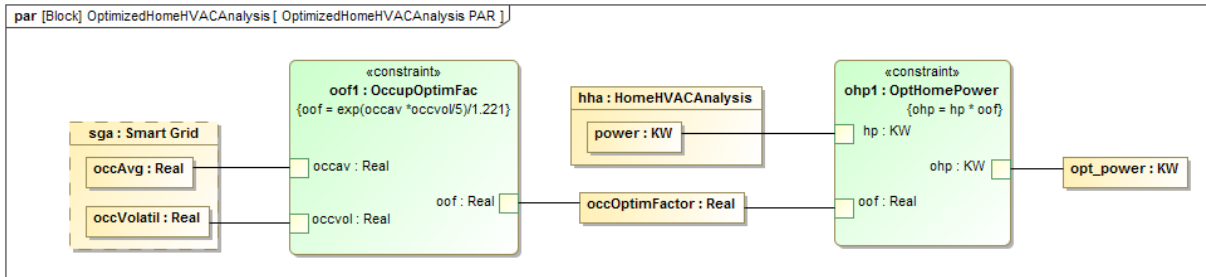 par [Block] OptimizedHomeHVACAnalysis [ OptimizedHomeHVACAnalysis PAR ]
sga : Smart Grid
occAvg : Real
occVolatil : Real
«constraint»
oof1 : OccupOptimFac
{oof = exp(occav *occvol/5)/1.221}
occav : Real
occvol : Real
oof : Real
hha : HomeHVACAnalysis
power : KW
occOptimFactor : Real
«constraint»
ohp1 : OptHomePower
{ohp = hp * oof}
hp : KW
ohp : KW
oof : Real
opt_power : KW